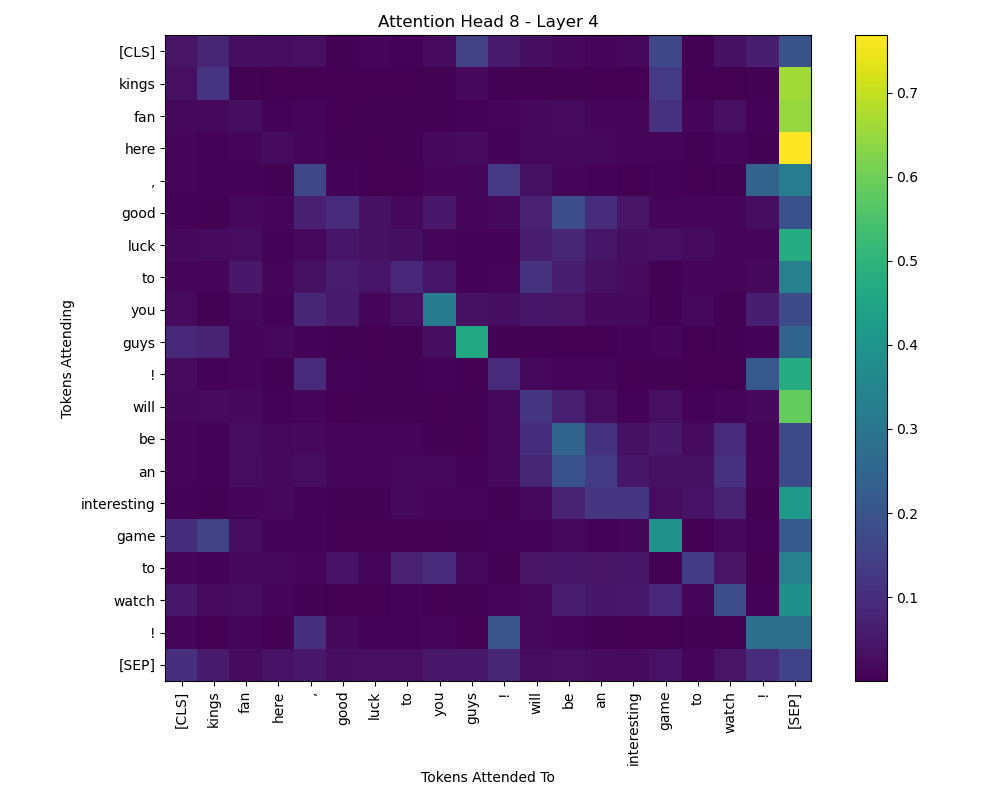 Attention Head 8 - Layer 4
Tokens Attending
[CLS]
kings
fan
here
,
good
luck
to
you
guys
!
will
be
an
interesting
game
to
watch
!
[SEP]
[CLS]
kings
fan
here
,
good
luck
to
you
guys
!
will
be
an
interesting
game
to
watch
!
[SEP]
Tokens Attended To
0.7
0.6
0.5
0.4
0.3
0.2
0.1